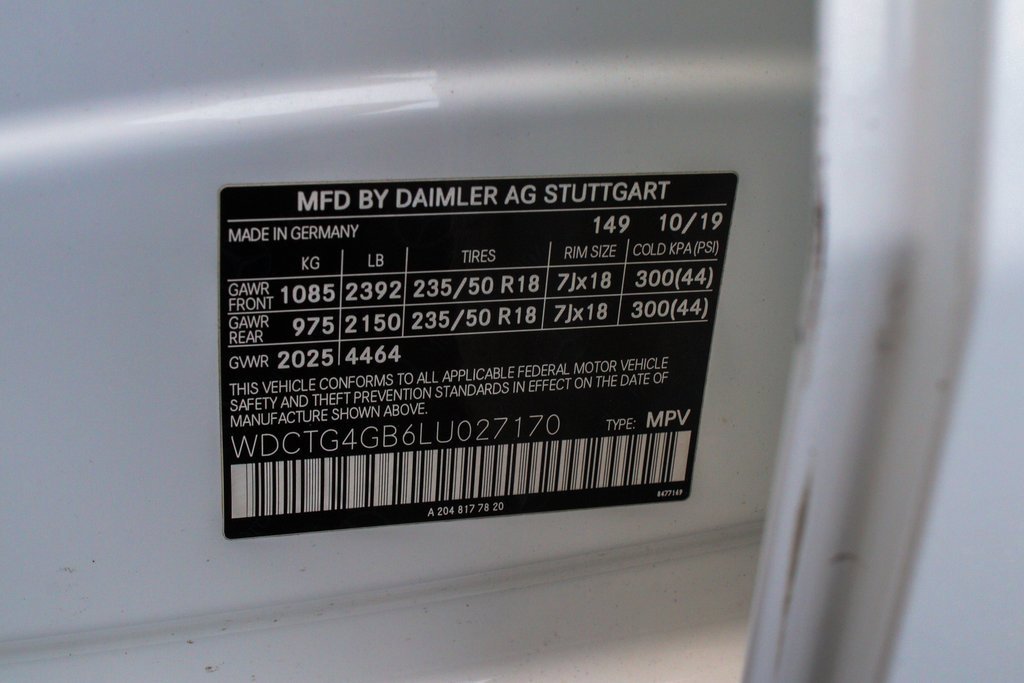 MFD BY DAIMLER AG STUTTGART
MADE IN GERMANY 149 10/19
KG LB TIRES RIM SIZE COLD KPA (PSI)
GAWR FRONT 1085 2392 235/50 R18 7Jx18 300(44)
GAWR REAR 975 2150 235/50 R18 7Jx18 300(44)
GVWR 2025 4464
THIS VEHICLE CONFORMS TO ALL APPLICABLE FEDERAL MOTOR VEHICLE
SAFETY AND THEFT PREVENTION STANDARDS IN EFFECT ON THE DATE OF
MANUFACTURE SHOWN ABOVE.
WDCTG4GB6LU027170 TYPE: MPV
A 204 817 78 20 8477169